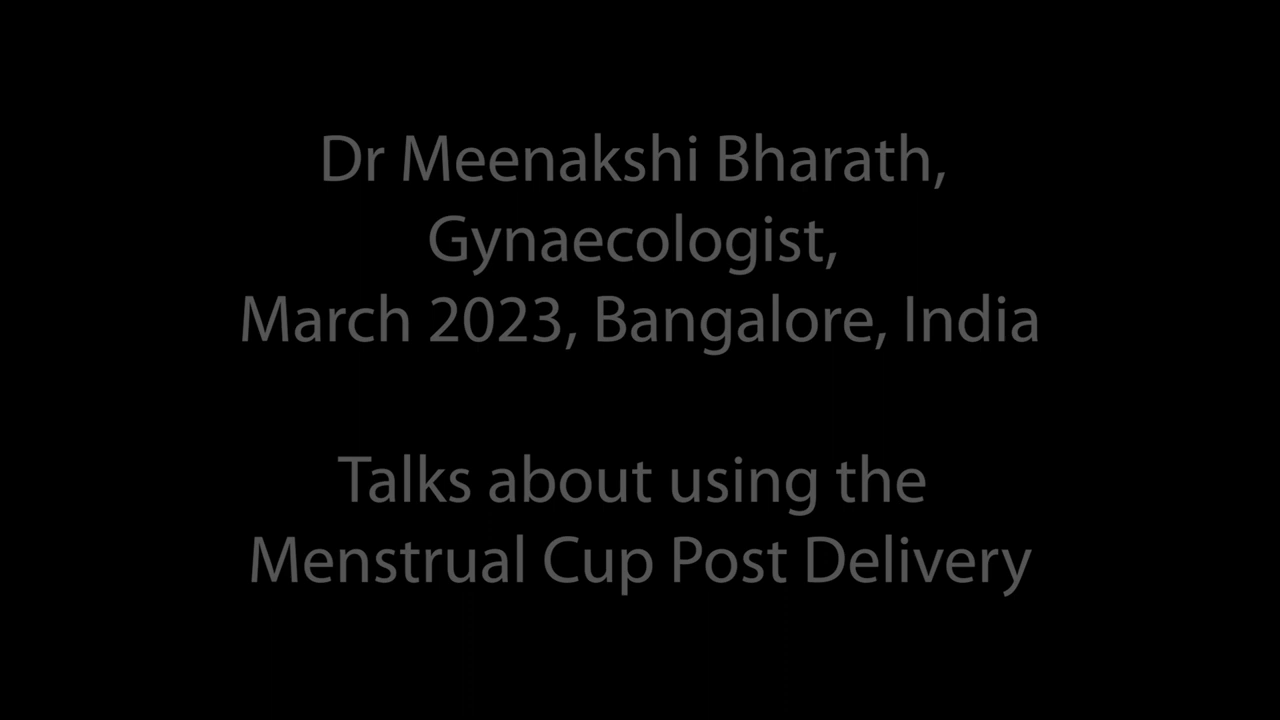 Dr Meenakshi Bharath,
Gynaecologist,
March 2023, Bangalore, India
Talks about using the
Menstrual Cup Post Delivery